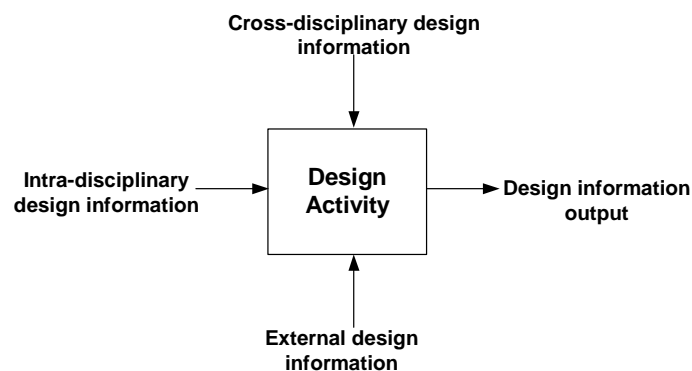 Cross-disciplinary design
information
Intra-disciplinary
design information
Design
Activity
Design information
output
External design
information